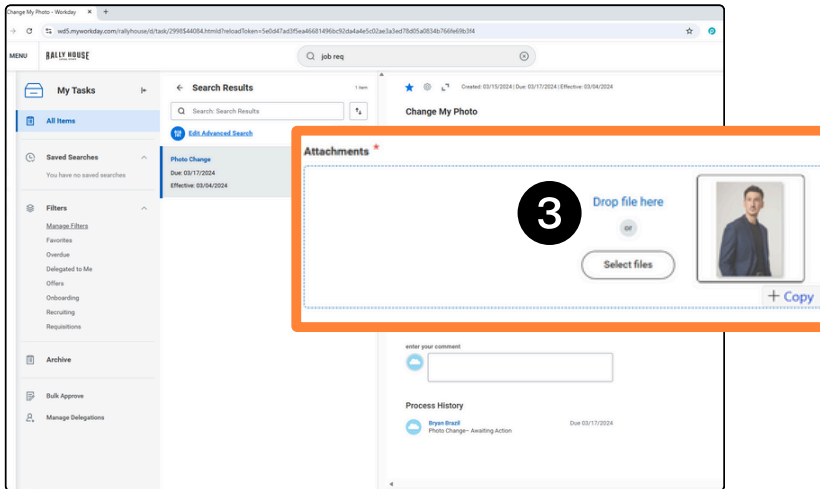 Change My Photo - Workday
wd5.myworkday.com/rallyhouse/d/task/2998$44084.htmld?reloadToken=5e0d47ad3f5ea46681496bc92da4a4e5c02ae3a3ed78d05a0834b766fe69b3f4
MENU
RALLY HOUSE
job req
My Tasks
All Items
Saved Searches
You have no saved searches
Filters
Manage Filters
Favorites
Overdue
Delegated to Me
Offers
Onboarding
Recruiting
Requisitions
Archive
Bulk Approve
Manage Delegations
Search Results
1 item
Search: Search Results
Edit Advanced Search
Photo Change
Due: 03/17/2024
Effective: 03/04/2024
Created: 03/15/2024 | Due: 03/17/2024 | Effective: 03/04/2024
Change My Photo
Attachments *
3
Drop file here
or
Select files
+ Copy
enter your comment
Process History
Bryan Brazil
Photo Change– Awaiting Action
Due 03/17/2024